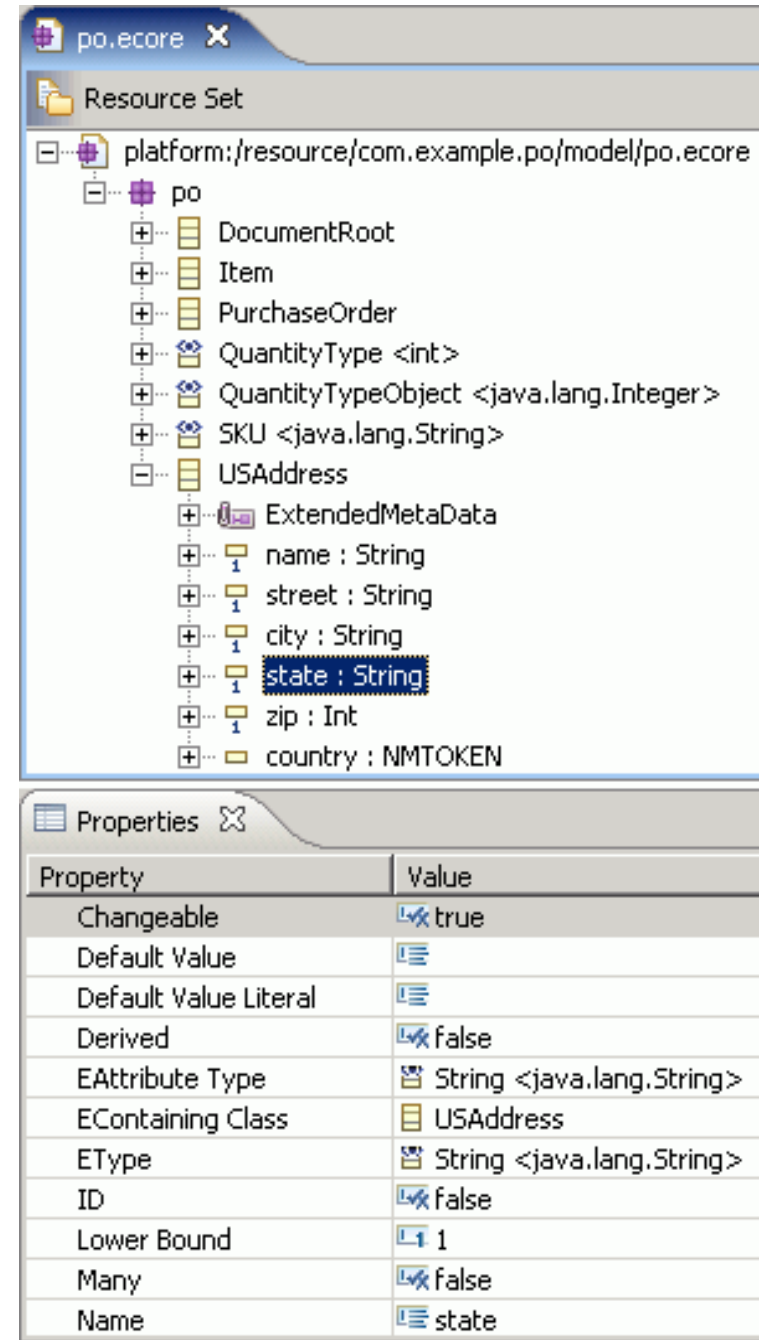 po.ecore
Resource Set
platform:/resource/com.example.po/model/po.ecore
po
DocumentRoot
Item
PurchaseOrder
QuantityType <int>
QuantityTypeObject <java.lang.Integer>
SKU <java.lang.String>
USAddress
ExtendedMetaData
name : String
street : String
city : String
state : String
zip : Int
country : NMTOKEN
Properties
Property Value
Changeable true
Default Value
Default Value Literal
Derived false
EAttribute Type String <java.lang.String>
EContaining Class USAddress
EType String <java.lang.String>
ID false
Lower Bound 1
Many false
Name state